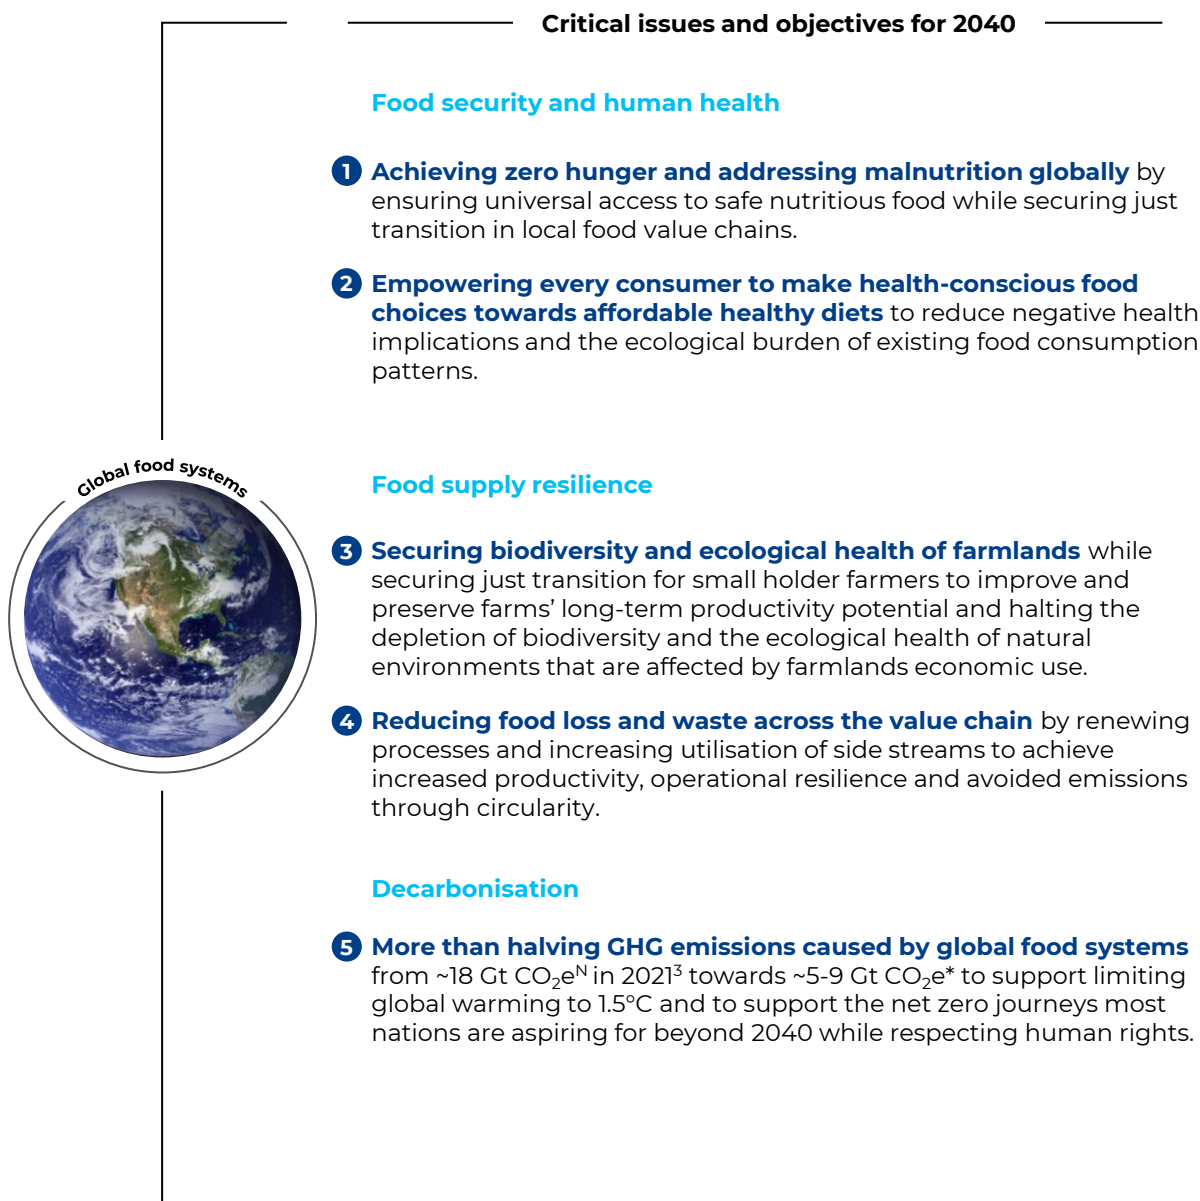 Critical issues and objectives for 2040
Food security and human health
1 Achieving zero hunger and addressing malnutrition globally by
ensuring universal access to safe nutritious food while securing just
transition in local food value chains.
2 Empowering every consumer to make health-conscious food
choices towards affordable healthy diets to reduce negative health
implications and the ecological burden of existing food consumption
patterns.
Global food systems
Food supply resilience
3 Securing biodiversity and ecological health of farmlands while
securing just transition for small holder farmers to improve and
preserve farms’ long-term productivity potential and halting the
depletion of biodiversity and the ecological health of natural
environments that are affected by farmlands economic use.
4 Reducing food loss and waste across the value chain by renewing
processes and increasing utilisation of side streams to achieve
increased productivity, operational resilience and avoided emissions
through circularity.
Decarbonisation
5 More than halving GHG emissions caused by global food systems
from ~18 Gt CO₂eᴺ in 2021³ towards ~5-9 Gt CO₂e* to support limiting
global warming to 1.5°C and to support the net zero journeys most
nations are aspiring for beyond 2040 while respecting human rights.